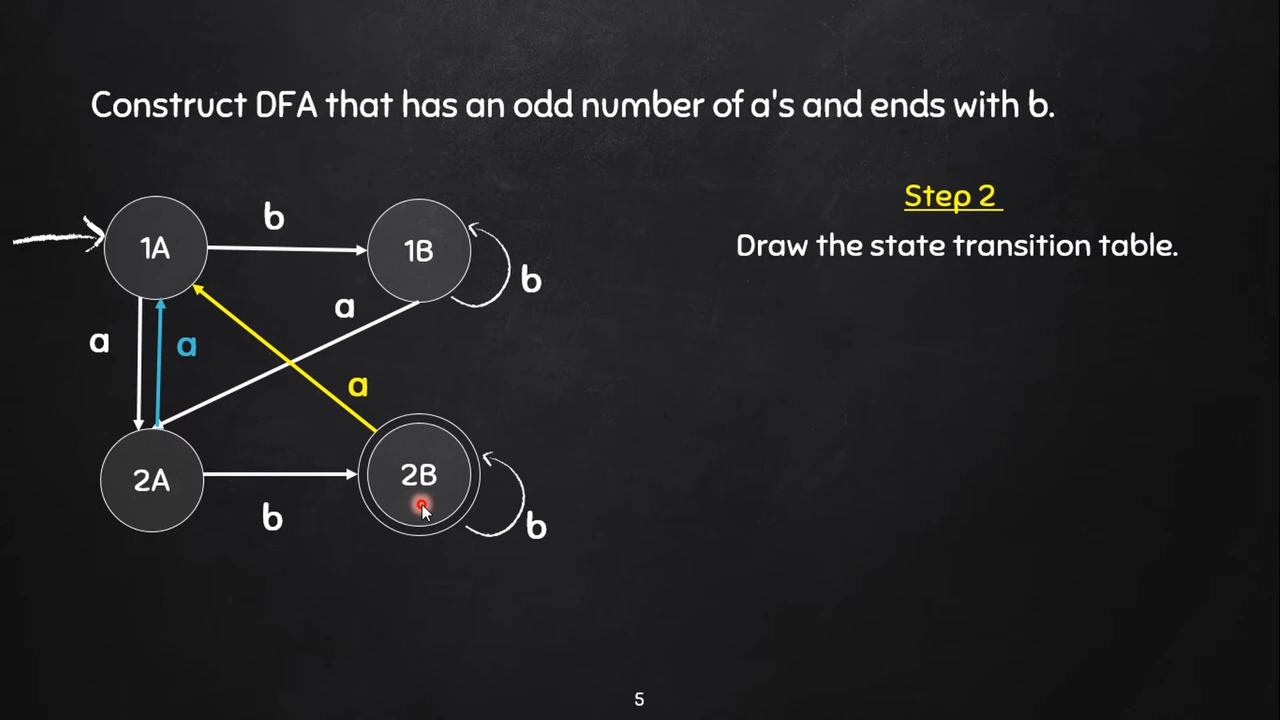 Construct DFA that has an odd number of a's and ends with b.
Step 2
Draw the state transition table.
b
1A
1B
b
a
a
a
a
2A
2B
b
b
5